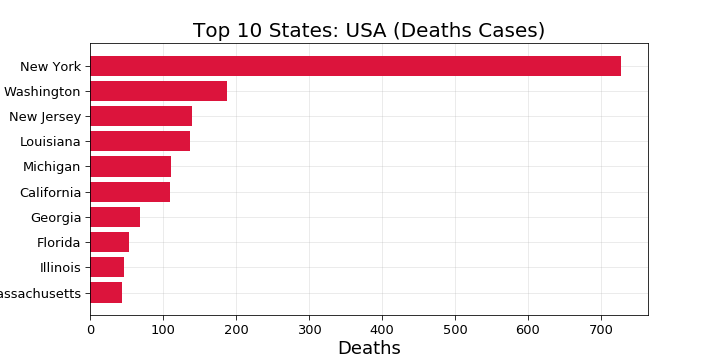 Top 10 States: USA (Deaths Cases)
New York
Washington
New Jersey
Louisiana
Michigan
California
Georgia
Florida
Illinois
assachusetts
0 100 200 300 400 500 600 700
Deaths